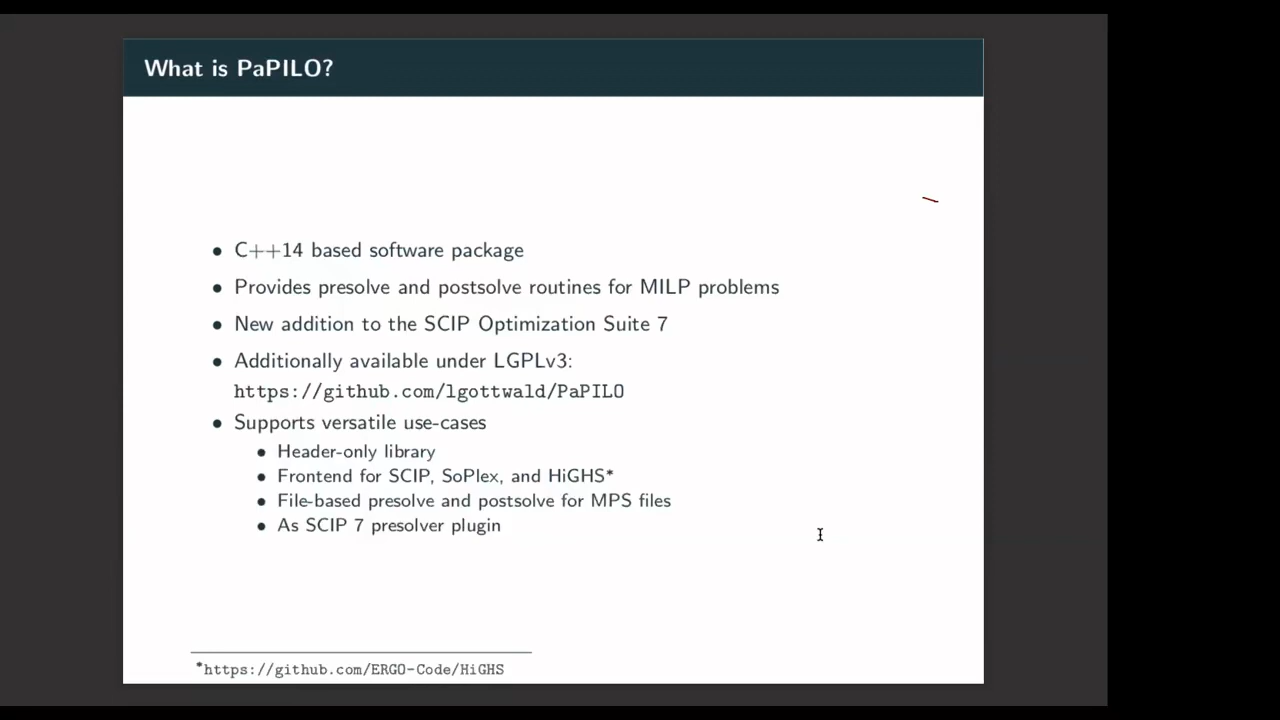 What is PaPILO?
• C++14 based software package
• Provides presolve and postsolve routines for MILP problems
• New addition to the SCIP Optimization Suite 7
• Additionally available under LGPLv3:
https://github.com/lgottwald/PaPILO
• Supports versatile use-cases
• Header-only library
• Frontend for SCIP, SoPlex, and HiGHS*
• File-based presolve and postsolve for MPS files
• As SCIP 7 presolver plugin
*https://github.com/ERGO-Code/HiGHS